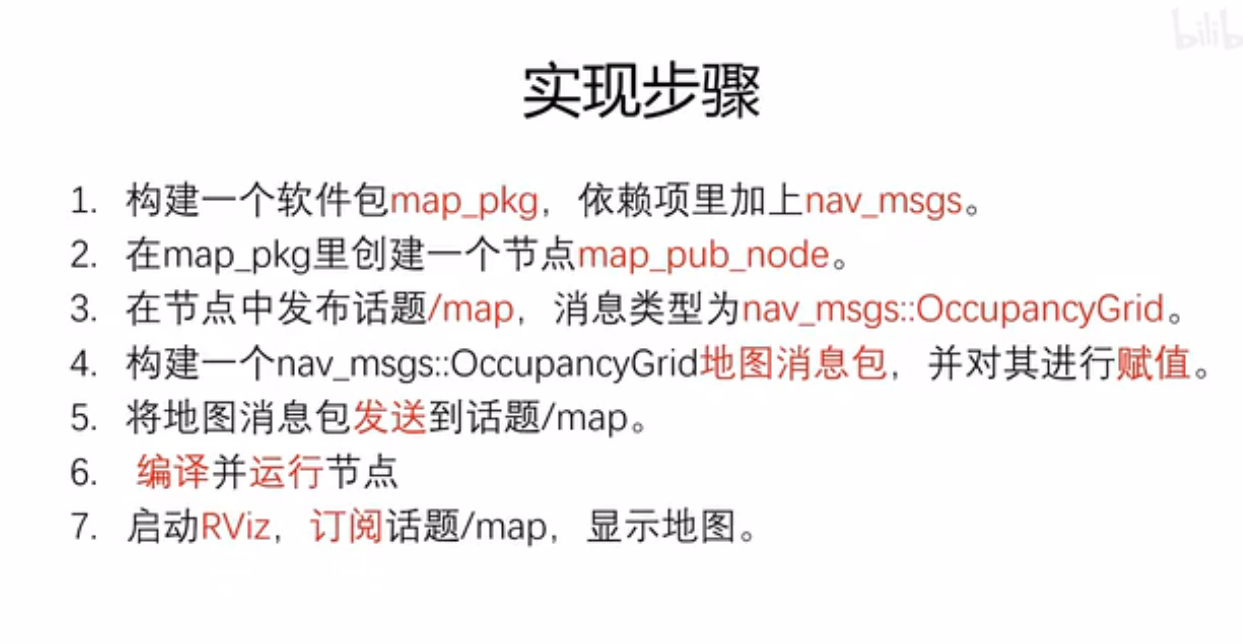 bilib
实现步骤
1. 构建一个软件包map_pkg，依赖项里加上nav_msgs。
2. 在map_pkg里创建一个节点map_pub_node。
3. 在节点中发布话题/map，消息类型为nav_msgs::OccupancyGrid。
4. 构建一个nav_msgs::OccupancyGrid地图消息包，并对其进行赋值。
5. 将地图消息包发送到话题/map。
6. 编译并运行节点
7. 启动RViz，订阅话题/map，显示地图。